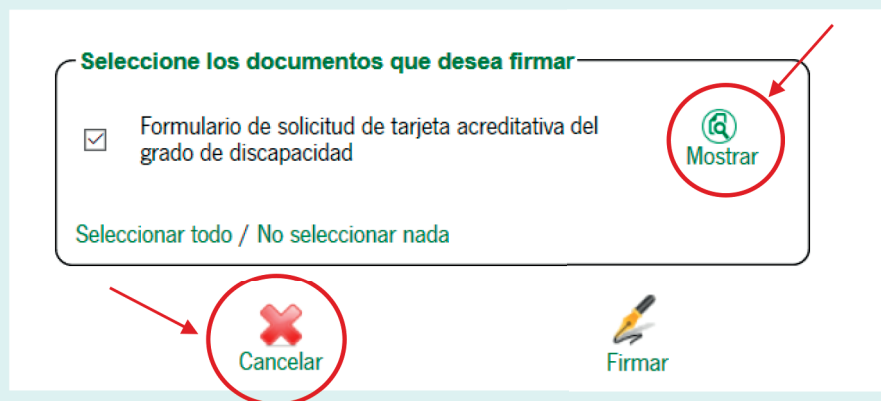 Seleccione los documentos que desea firmar
Formulario de solicitud de tarjeta acreditativa del
grado de discapacidad
Mostrar
Seleccionar todo / No seleccionar nada
Cancelar
Firmar